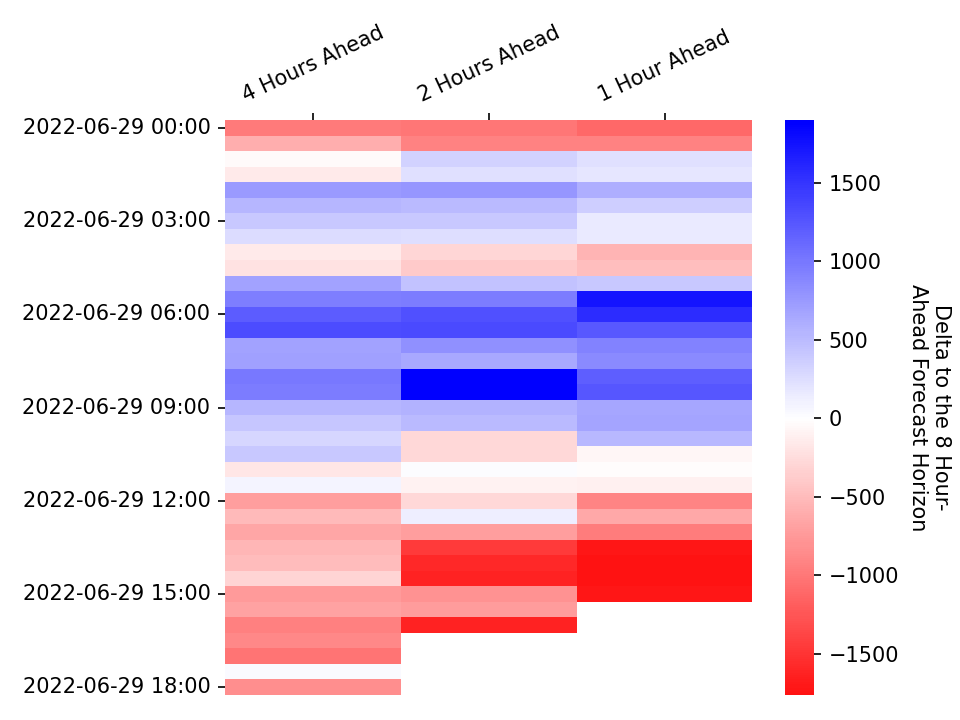 4 Hours Ahead
2 Hours Ahead
1 Hour Ahead
2022-06-29 00:00
2022-06-29 03:00
2022-06-29 06:00
2022-06-29 09:00
2022-06-29 12:00
2022-06-29 15:00
2022-06-29 18:00
1500
1000
500
0
−500
−1000
−1500
Delta to the 8 Hour-
Ahead Forecast Horizon